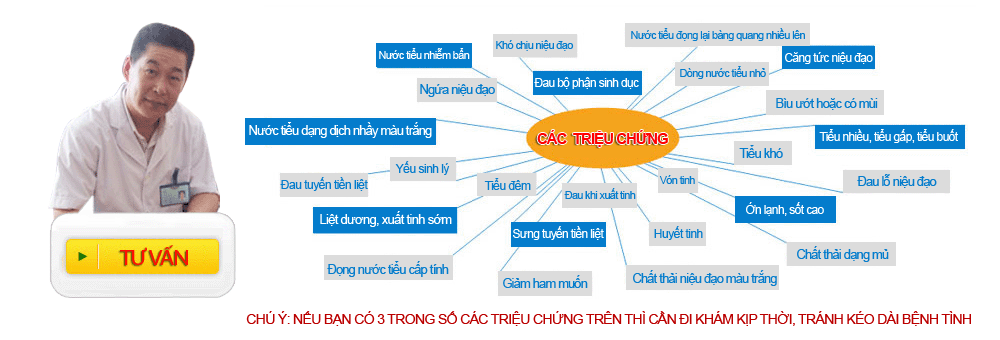 Nước tiểu đọng lại bàng quang nhiều lên
Khó chịu niệu đạo
Nước tiểu nhiễm bẩn
Căng tức niệu đạo
Dòng nước tiểu nhỏ
Đau bộ phận sinh dục
Ngứa niệu đạo
Bìu ướt hoặc có mùi
Nước tiểu dạng dịch nhầy màu trắng
CÁC TRIỆU CHỨNG
Tiểu nhiều, tiểu gấp, tiểu buốt
Tiểu khó
Yếu sinh lý
Đau tuyến tiền liệt
Tiểu đêm
Vón tinh
Đau lỗ niệu đạo
Đau khi xuất tinh
Liệt dương, xuất tinh sớm
Ớn lạnh, sốt cao
Sưng tuyến tiền liệt
Huyết tinh
TƯ VẤN
Chất thải dạng mủ
Đọng nước tiểu cấp tính
Giảm ham muốn
Chất thải niệu đạo màu trắng
CHÚ Ý: NẾU BẠN CÓ 3 TRONG SỐ CÁC TRIỆU CHỨNG TRÊN THÌ CẦN ĐI KHÁM KỊP THỜI, TRÁNH KÉO DÀI BỆNH TÌNH